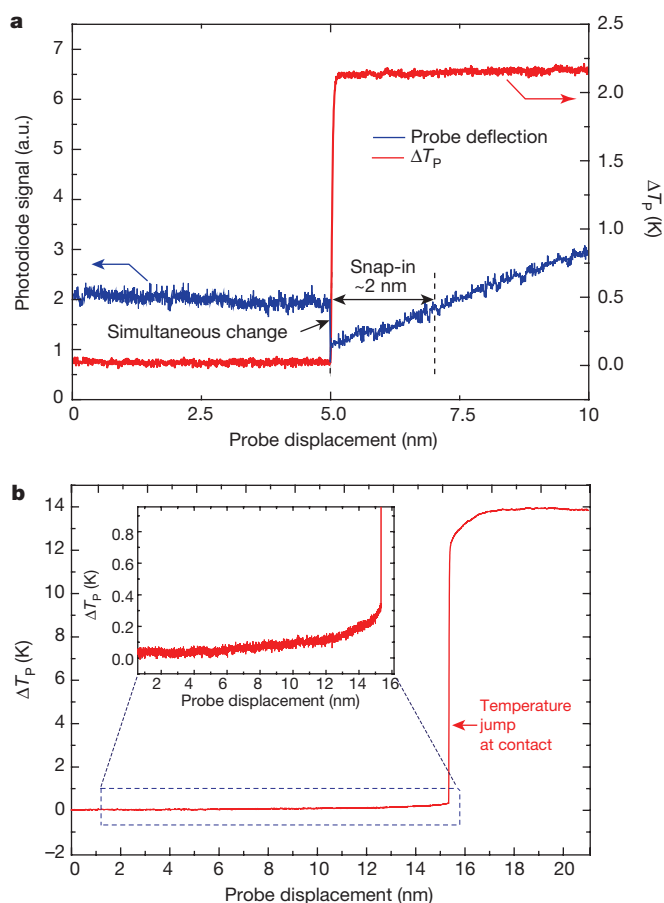 a
7
6
5
4
3
2
1
0
Photodiode signal (a.u.)
2.5
2.0
1.5
1.0
0.5
0.0
ΔTP (K)
Probe deflection
ΔTP
Snap-in
~2 nm
Simultaneous change
0 2.5 5.0 7.5 10
Probe displacement (nm)
b
14
12
10
8
6
4
2
0
−2
ΔTP (K)
0.8
0.6
0.4
0.2
0.0
ΔTP (K)
2 4 6 8 10 12 14 16
Probe displacement (nm)
Temperature
jump
at contact
0 2 4 6 8 10 12 14 16 18 20
Probe displacement (nm)